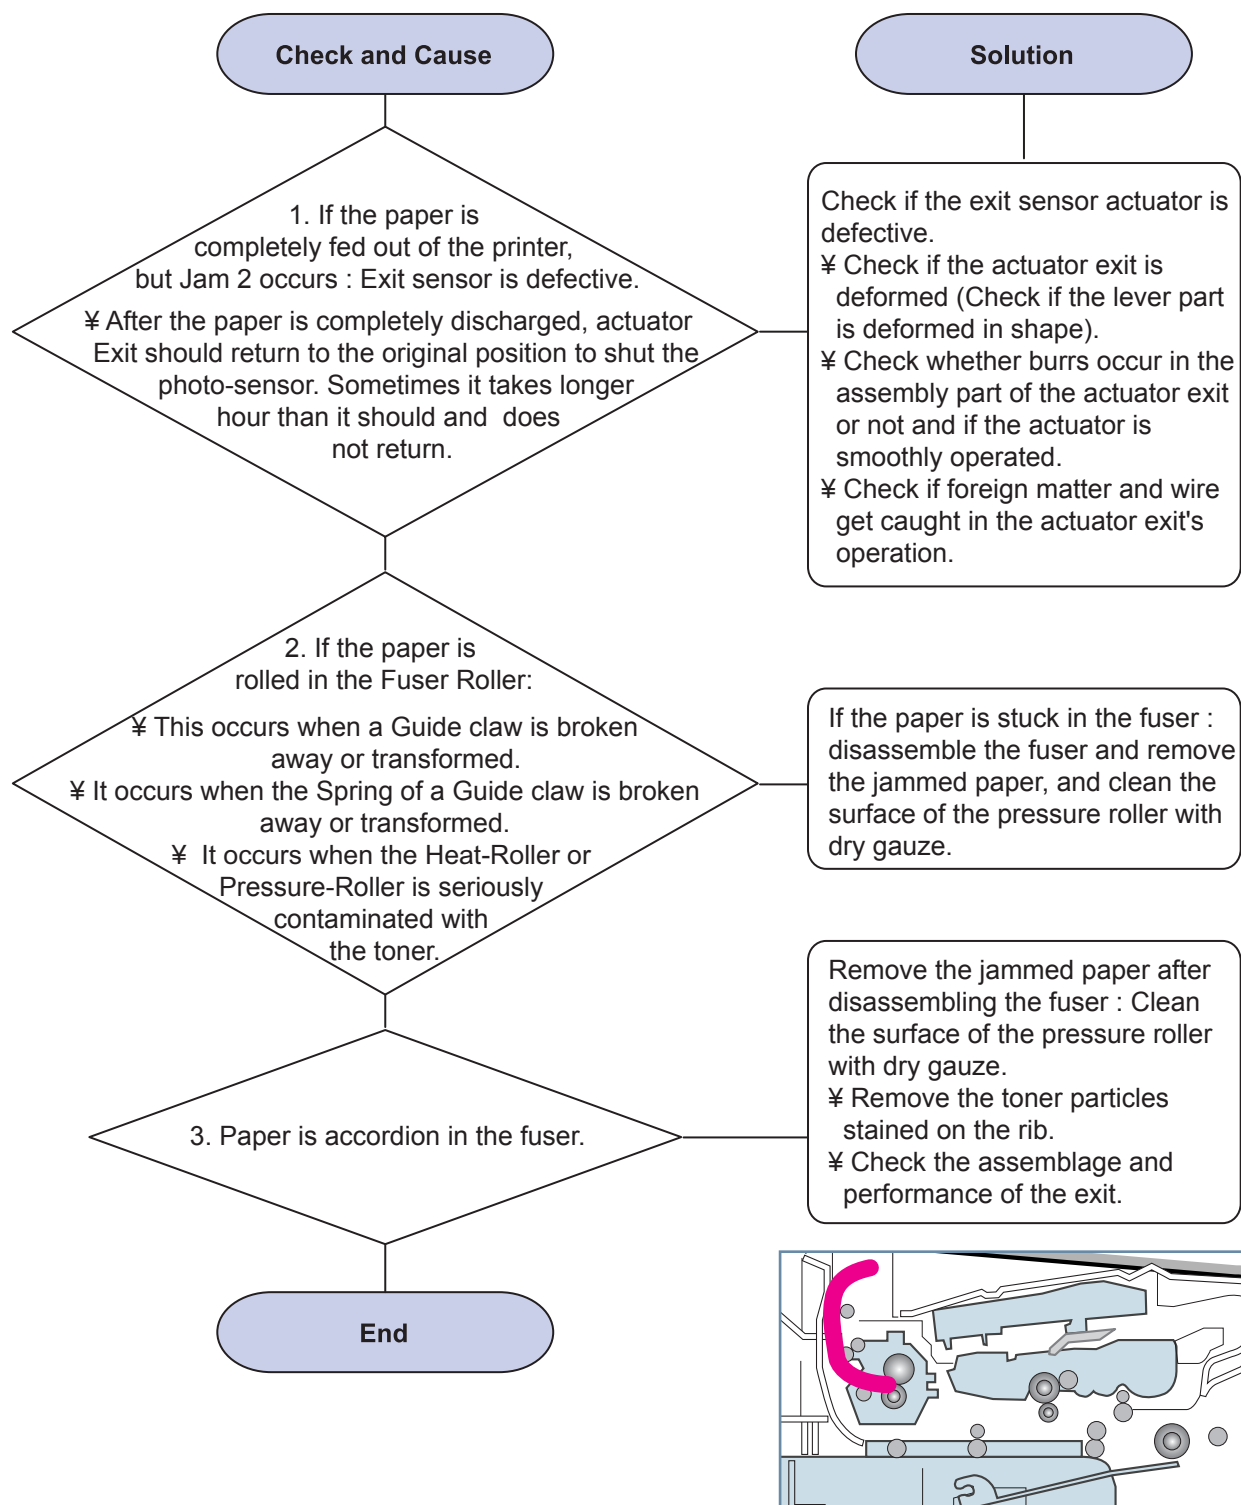 Check and Cause
Solution
1. If the paper is
completely fed out of the printer,
but Jam 2 occurs : Exit sensor is defective.
¥ After the paper is completely discharged, actuator
Exit should return to the original position to shut the
photo-sensor. Sometimes it takes longer
hour than it should and does
not return.
Check if the exit sensor actuator is
defective.
¥ Check if the actuator exit is
deformed (Check if the lever part
is deformed in shape).
¥ Check whether burrs occur in the
assembly part of the actuator exit
or not and if the actuator is
smoothly operated.
¥ Check if foreign matter and wire
get caught in the actuator exit's
operation.
2. If the paper is
rolled in the Fuser Roller:
¥ This occurs when a Guide claw is broken
away or transformed.
¥ It occurs when the Spring of a Guide claw is broken
away or transformed.
¥ It occurs when the Heat-Roller or
Pressure-Roller is seriously
contaminated with
the toner.
If the paper is stuck in the fuser :
disassemble the fuser and remove
the jammed paper, and clean the
surface of the pressure roller with
dry gauze.
3. Paper is accordion in the fuser.
Remove the jammed paper after
disassembling the fuser : Clean
the surface of the pressure roller
with dry gauze.
¥ Remove the toner particles
stained on the rib.
¥ Check the assemblage and
performance of the exit.
End